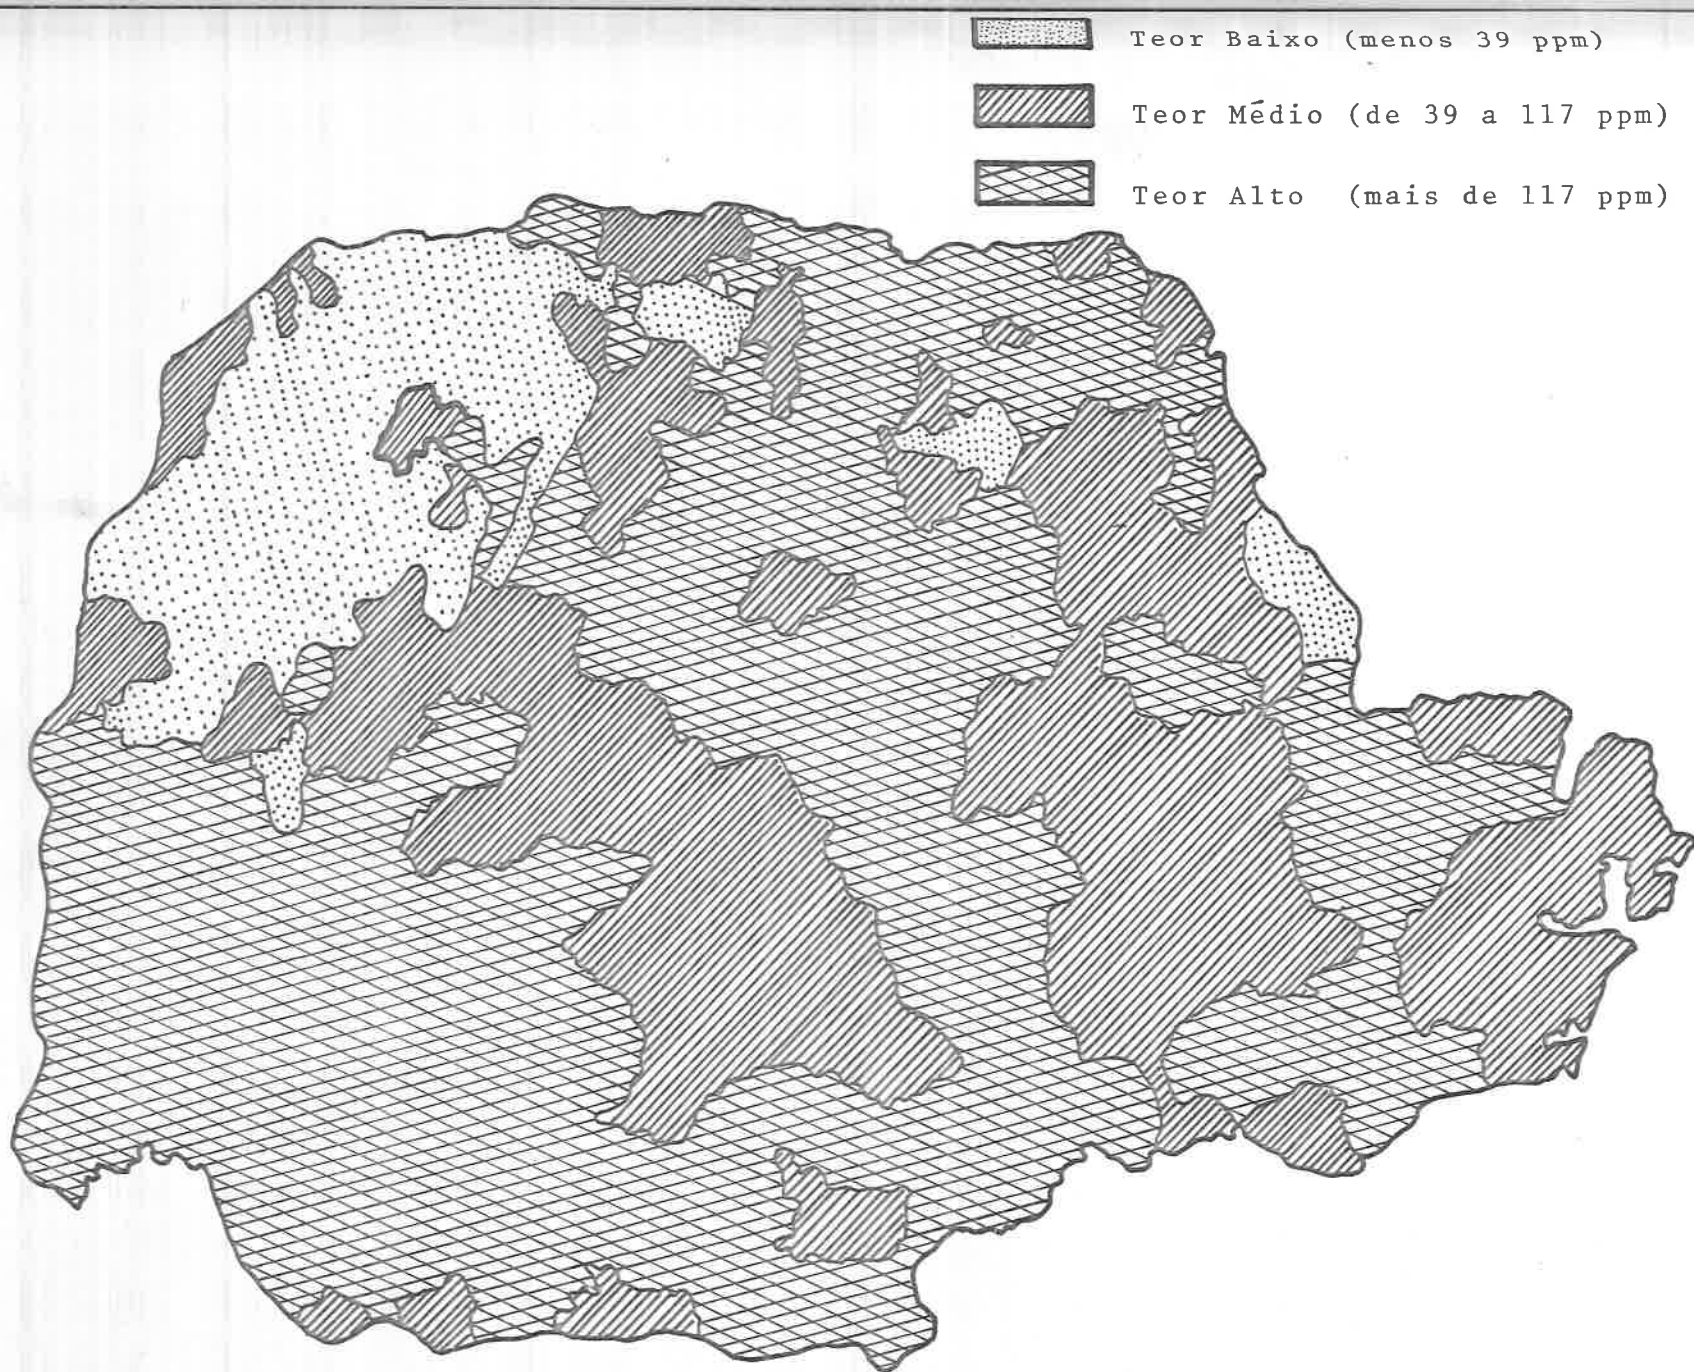 Teor Baixo (menos 39 ppm)
Teor Médio (de 39 a 117 ppm)
Teor Alto (mais de 117 ppm)